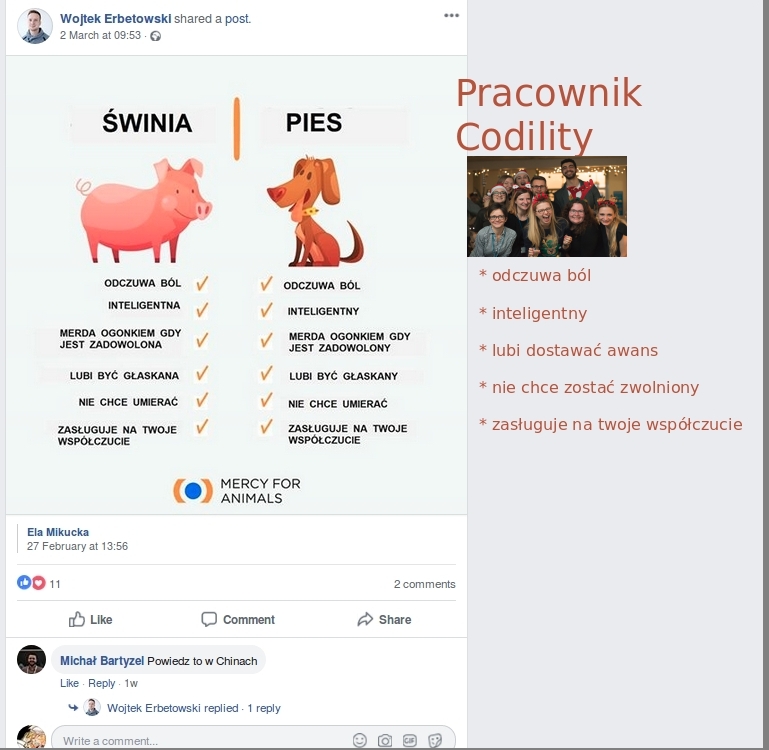 Wojtek Erbetowski shared a post.
2 March at 09:53 ·
ŚWINIA
PIES
ODCZUWA BÓL
INTELIGENTNA
MERDA OGONKIEM GDY
JEST ZADOWOLONA
LUBI BYĆ GŁASKANA
NIE CHCE UMIERAĆ
ZASŁUGUJE NA TWOJE
WSPÓŁCZUCIE
ODCZUWA BÓL
INTELIGENTNY
MERDA OGONKIEM GDY
JEST ZADOWOLONY
LUBI BYĆ GŁASKANY
NIE CHCE UMIERAĆ
ZASŁUGUJE NA TWOJE
WSPÓŁCZUCIE
MERCY FOR
ANIMALS
Pracownik
Codility
* odczuwa ból
* inteligentny
* lubi dostawać awans
* nie chce zostać zwolniony
* zasługuje na twoje współczucie
Ela Mikucka
27 February at 13:56
11
2 comments
Like
Comment
Share
Michał Bartyzel Powiedz to w Chinach
Like · Reply · 1w
Wojtek Erbetowski replied · 1 reply
Write a comment...
GIF